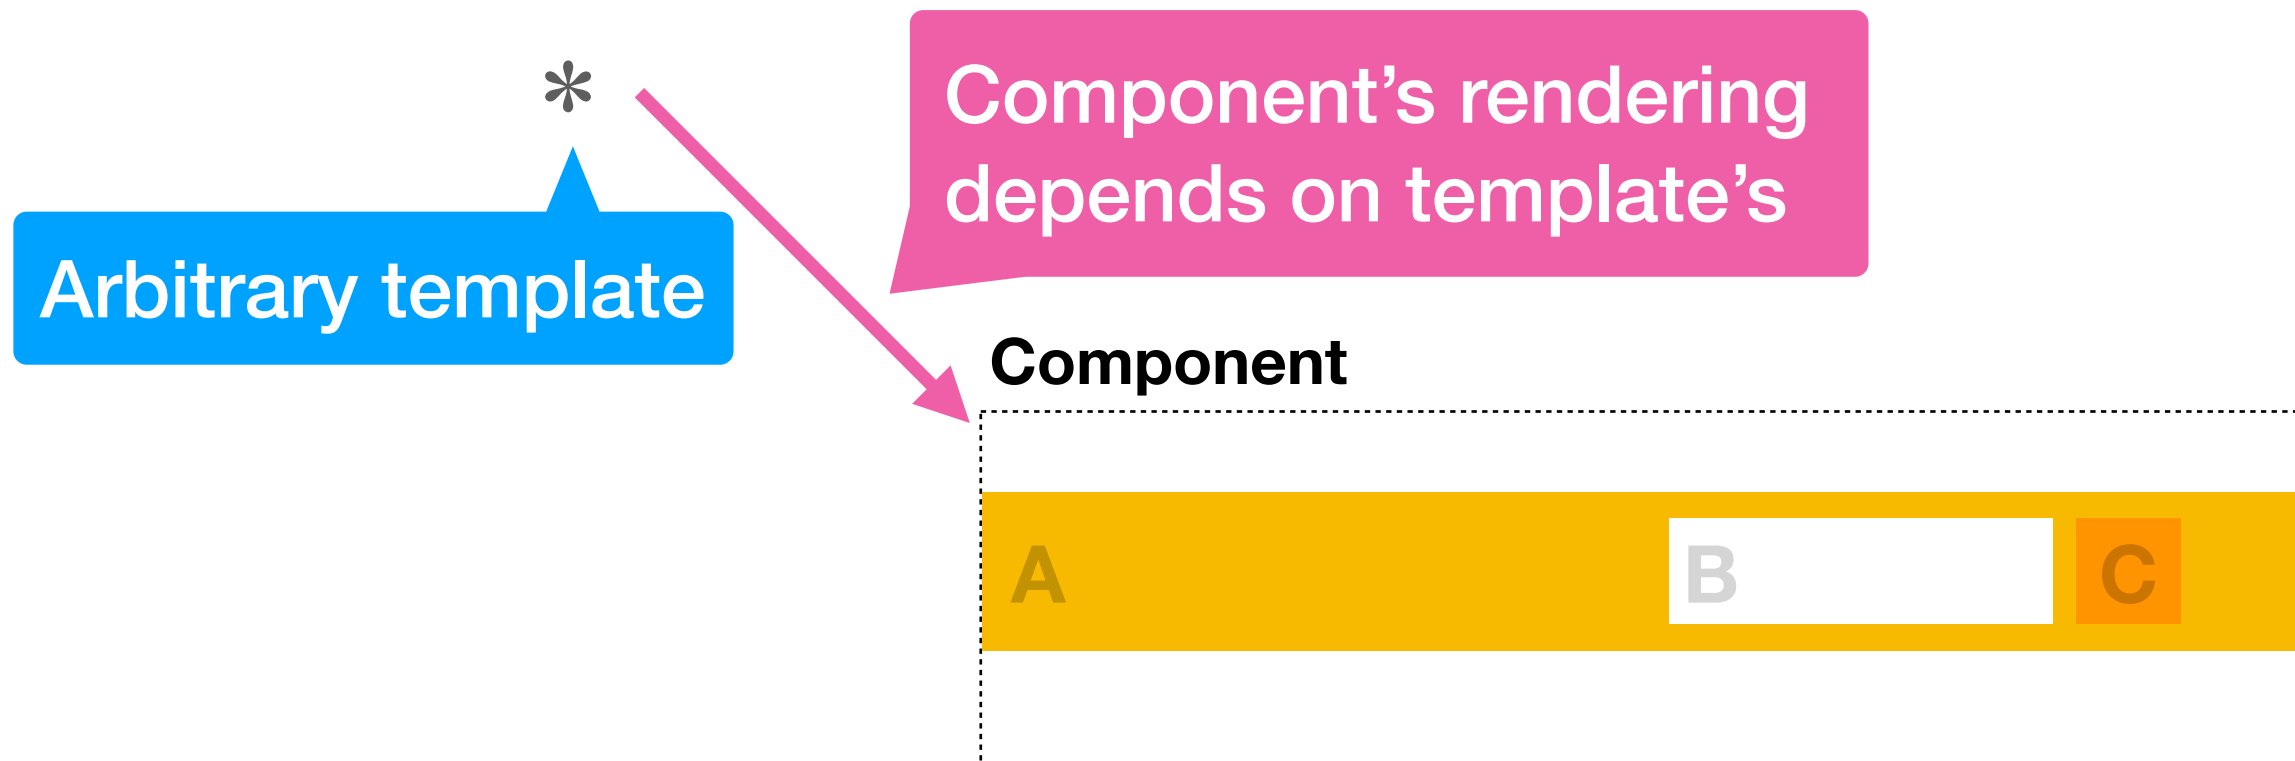 *
Component’s rendering
depends on template’s
Arbitrary template
Component
A
B
C